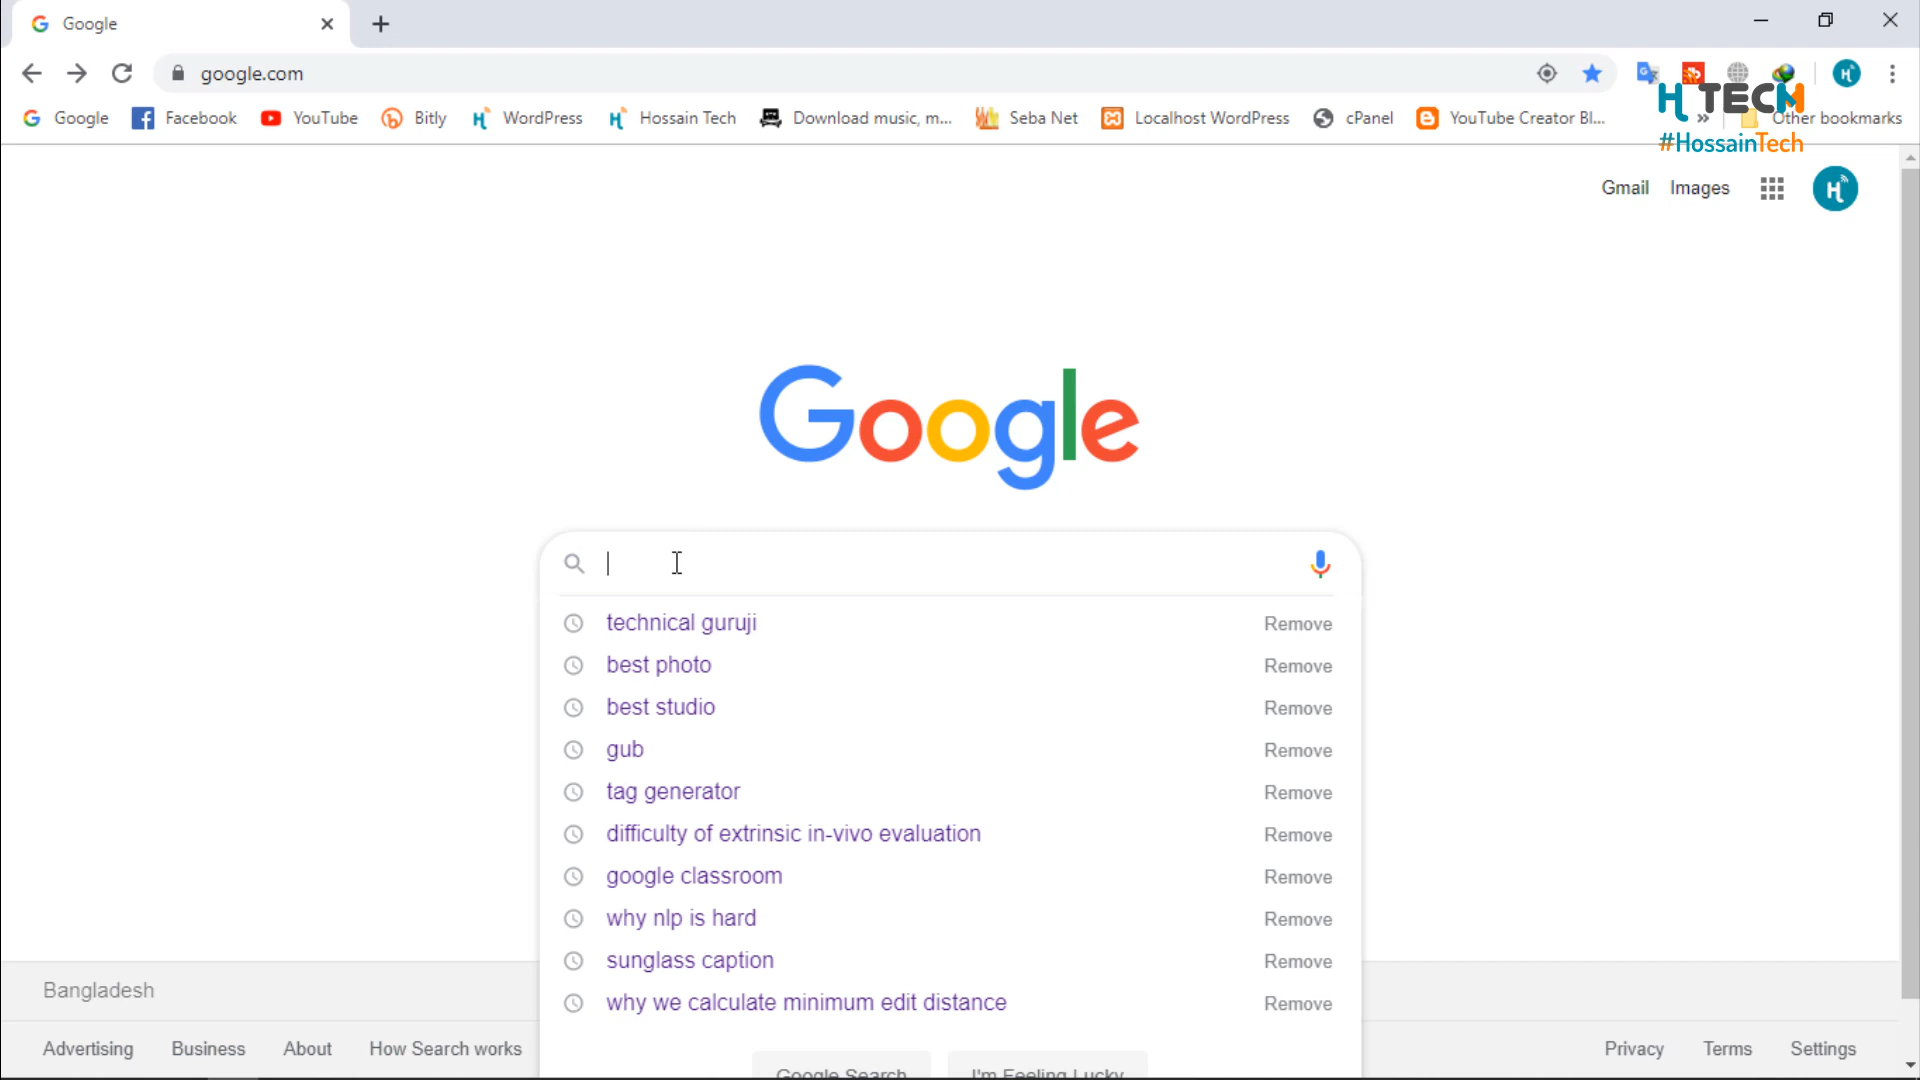 Google
google.com
Google Facebook YouTube Bitly WordPress Hossain Tech Download music, m... Seba Net Localhost WordPress cPanel YouTube Creator Bl... » Other bookmarks
H TECH
#HossainTech
Gmail Images
Google
technical guruji Remove
best photo Remove
best studio Remove
gub Remove
tag generator Remove
difficulty of extrinsic in-vivo evaluation Remove
google classroom Remove
why nlp is hard Remove
sunglass caption Remove
why we calculate minimum edit distance Remove
Bangladesh
Advertising Business About How Search works Privacy Terms Settings
Google Search I'm Feeling Lucky